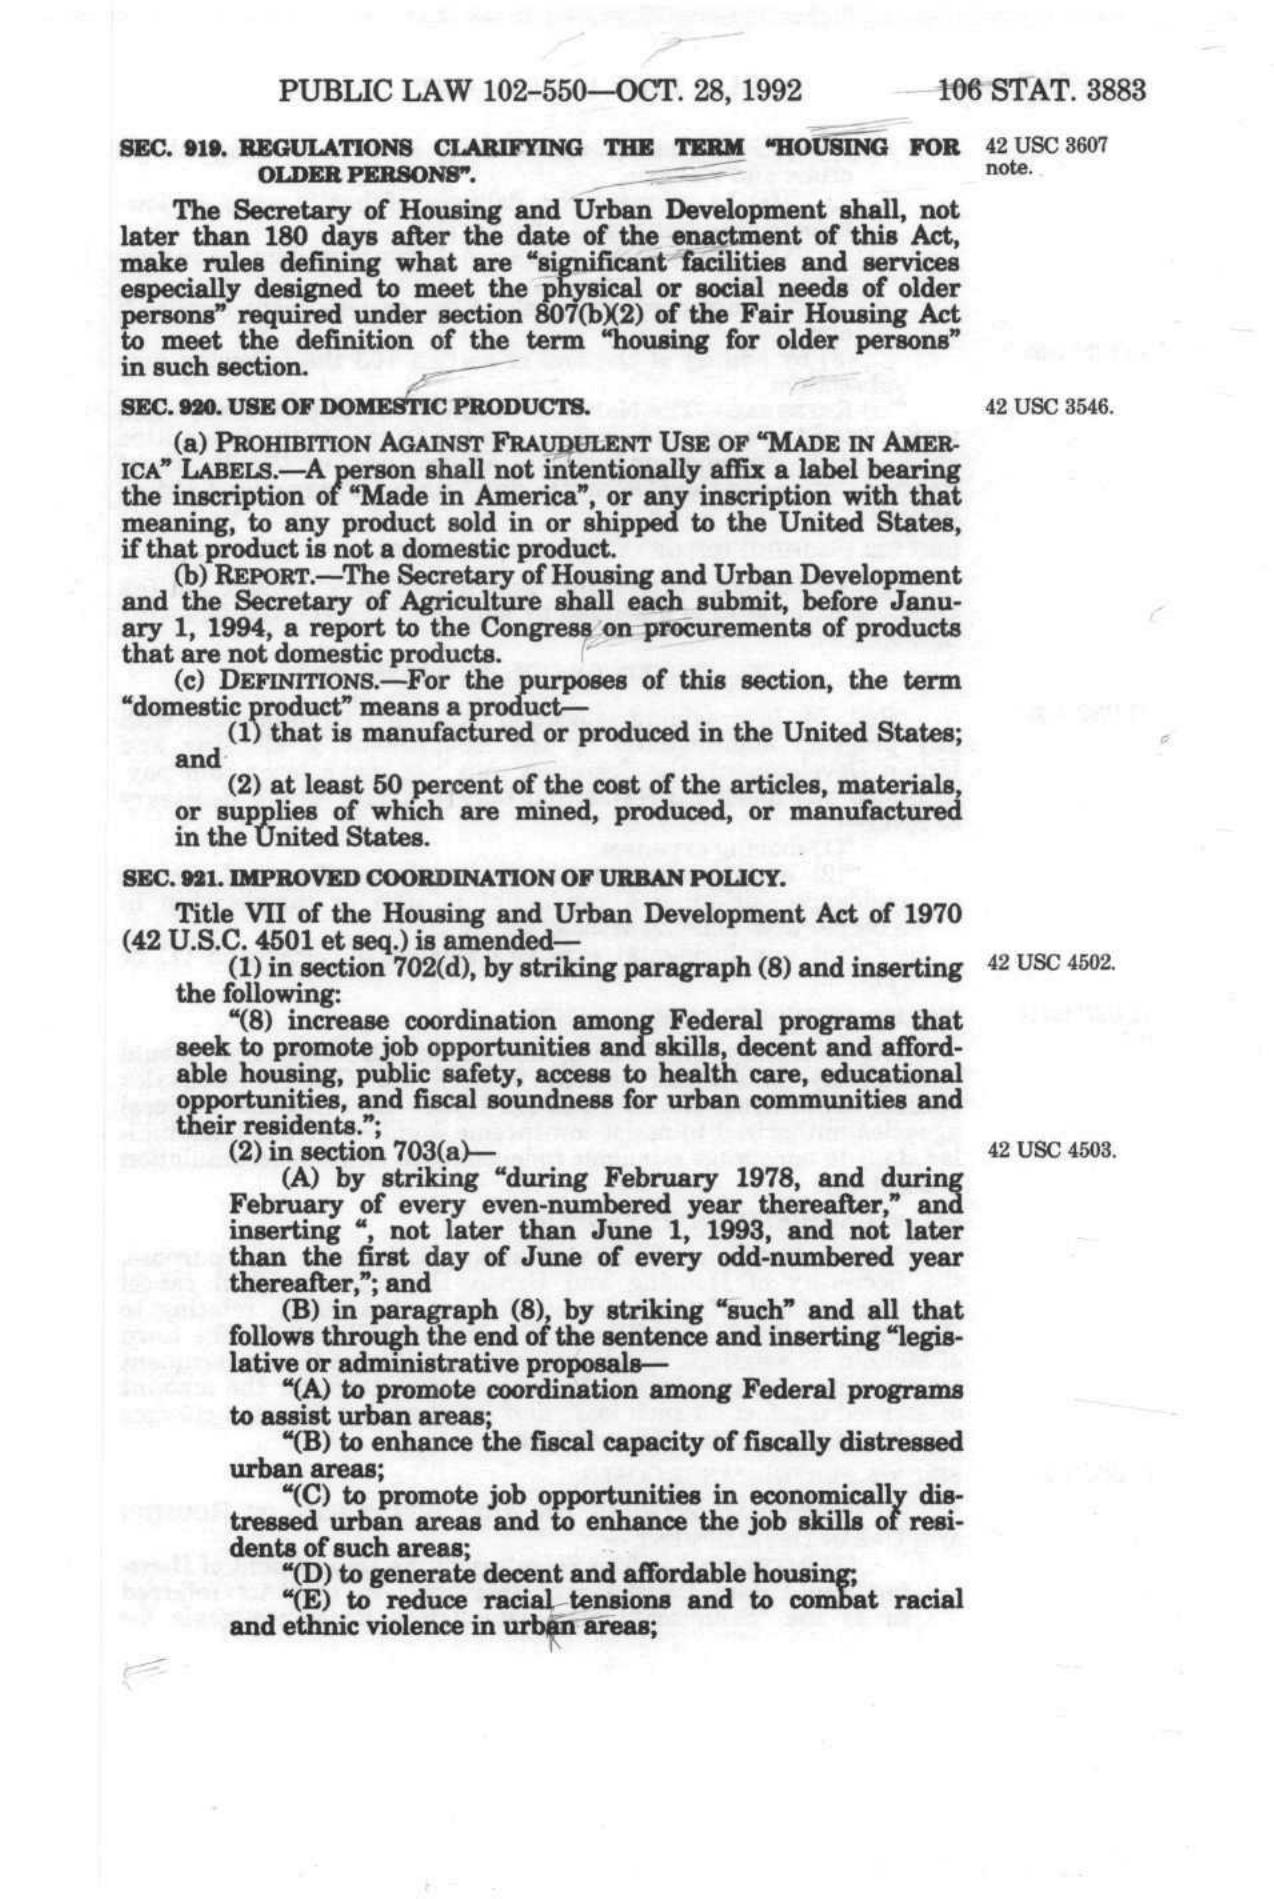 PUBLIC LAW 102–550—OCT. 28, 1992 106 STAT. 3883
SEC. 919. REGULATIONS CLARIFYING THE TERM “HOUSING FOR
OLDER PERSONS”.
42 USC 3607
note.
The Secretary of Housing and Urban Development shall, not
later than 180 days after the date of the enactment of this Act,
make rules defining what are “significant facilities and services
especially designed to meet the physical or social needs of older
persons” required under section 807(b)(2) of the Fair Housing Act
to meet the definition of the term “housing for older persons”
in such section.
SEC. 920. USE OF DOMESTIC PRODUCTS.
42 USC 3546.
(a) PROHIBITION AGAINST FRAUDULENT USE OF “MADE IN AMER-
ICA” LABELS.—A person shall not intentionally affix a label bearing
the inscription of “Made in America”, or any inscription with that
meaning, to any product sold in or shipped to the United States,
if that product is not a domestic product.
(b) REPORT.—The Secretary of Housing and Urban Development
and the Secretary of Agriculture shall each submit, before Janu-
ary 1, 1994, a report to the Congress on procurements of products
that are not domestic products.
(c) DEFINITIONS.—For the purposes of this section, the term
“domestic product” means a product—
(1) that is manufactured or produced in the United States;
and
(2) at least 50 percent of the cost of the articles, materials,
or supplies of which are mined, produced, or manufactured
in the United States.
SEC. 921. IMPROVED COORDINATION OF URBAN POLICY.
Title VII of the Housing and Urban Development Act of 1970
(42 U.S.C. 4501 et seq.) is amended—
(1) in section 702(d), by striking paragraph (8) and inserting
the following:
42 USC 4502.
“(8) increase coordination among Federal programs that
seek to promote job opportunities and skills, decent and afford-
able housing, public safety, access to health care, educational
opportunities, and fiscal soundness for urban communities and
their residents.”;
(2) in section 703(a)—
42 USC 4503.
(A) by striking “during February 1978, and during
February of every even-numbered year thereafter,” and
inserting “, not later than June 1, 1993, and not later
than the first day of June of every odd-numbered year
thereafter,”; and
(B) in paragraph (8), by striking “such” and all that
follows through the end of the sentence and inserting “legis-
lative or administrative proposals—
“(A) to promote coordination among Federal programs
to assist urban areas;
“(B) to enhance the fiscal capacity of fiscally distressed
urban areas;
“(C) to promote job opportunities in economically dis-
tressed urban areas and to enhance the job skills of resi-
dents of such areas;
“(D) to generate decent and affordable housing;
“(E) to reduce racial tensions and to combat racial
and ethnic violence in urban areas;